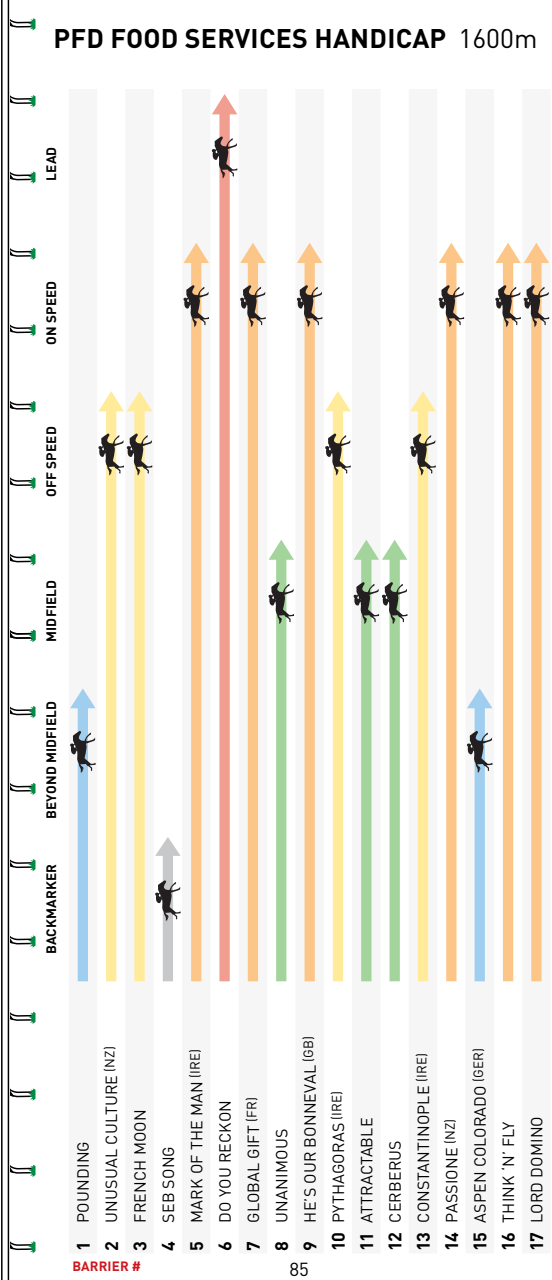 PFD FOOD SERVICES HANDICAP 1600m
LEAD
ON SPEED
OFF SPEED
MIDFIELD
BEYOND MIDFIELD
BACKMARKER
1 POUNDING
2 UNUSUAL CULTURE (NZ)
3 FRENCH MOON
4 SEB SONG
5 MARK OF THE MAN (IRE)
6 DO YOU RECKON
7 GLOBAL GIFT (FR)
8 UNANIMOUS
9 HE'S OUR BONNEVAL (GB)
10 PYTHAGORAS (IRE)
11 ATTRACTABLE
12 CERBERUS
13 CONSTANTINOPLE (IRE)
14 PASSIONE (NZ)
15 ASPEN COLORADO (GER)
16 THINK 'N' FLY
17 LORD DOMINO
BARRIER #
85